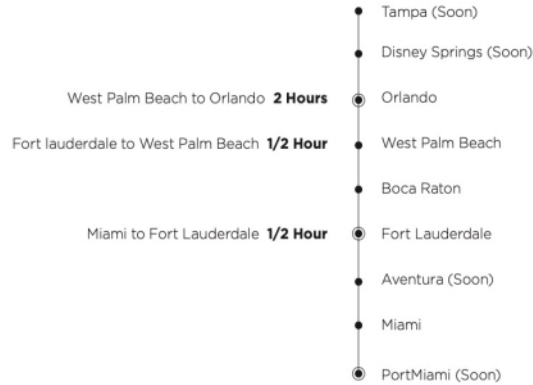 Tampa (Soon)
Disney Springs (Soon)
West Palm Beach to Orlando 2 Hours
Orlando
Fort lauderdale to West Palm Beach 1/2 Hour
West Palm Beach
Boca Raton
Miami to Fort Lauderdale 1/2 Hour
Fort Lauderdale
Aventura (Soon)
Miami
PortMiami (Soon)